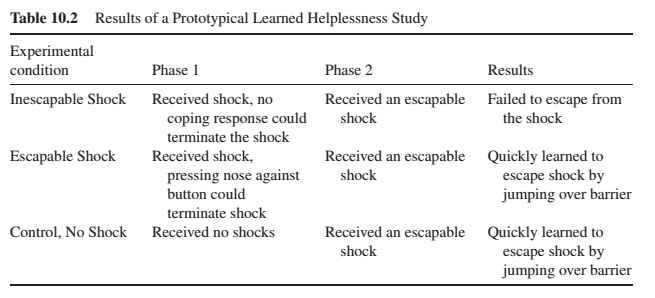 Table 10.2 Results of a Prototypical Learned Helplessness Study
Experimental
condition Phase 1 Phase 2 Results
Inescapable Shock Received shock, no Received an escapable Failed to escape from
coping response could shock the shock
terminate the shock
Escapable Shock Received shock, Received an escapable Quickly learned to
pressing nose against shock escape shock by
button could jumping over barrier
terminate shock
Control, No Shock Received no shocks Received an escapable Quickly learned to
shock escape shock by
jumping over barrier